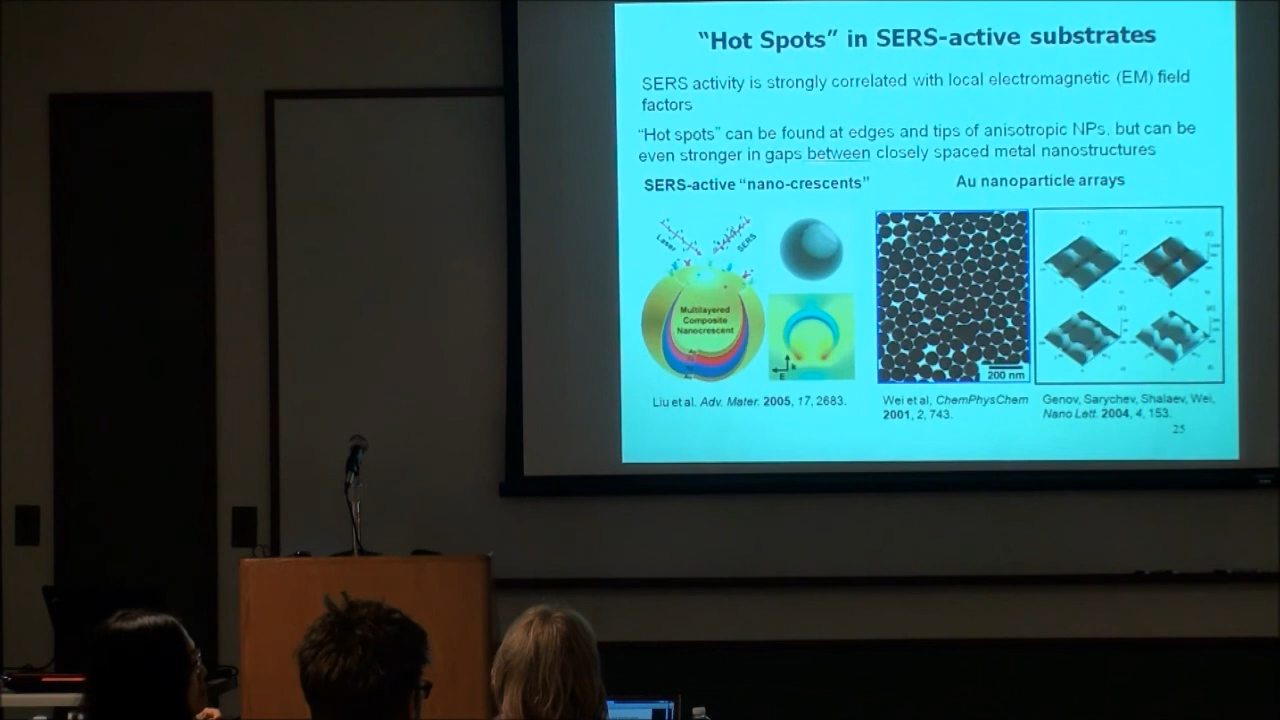 “Hot Spots” in SERS-active substrates
SERS activity is strongly correlated with local electromagnetic (EM) field
factors
“Hot spots” can be found at edges and tips of anisotropic NPs, but can be
even stronger in gaps between closely spaced metal nanostructures
SERS-active “nano-crescents”
Au nanoparticle arrays
Laser
SERS
Multilayered
Composite
Nanocrescent
E
k
200 nm
Liu et al, Adv. Mater. 2005, 17, 2683.
Wei et al, ChemPhysChem
2001, 2, 743.
Genov, Sarychev, Shalaev, Wei,
Nano Lett. 2004, 4, 153.
25